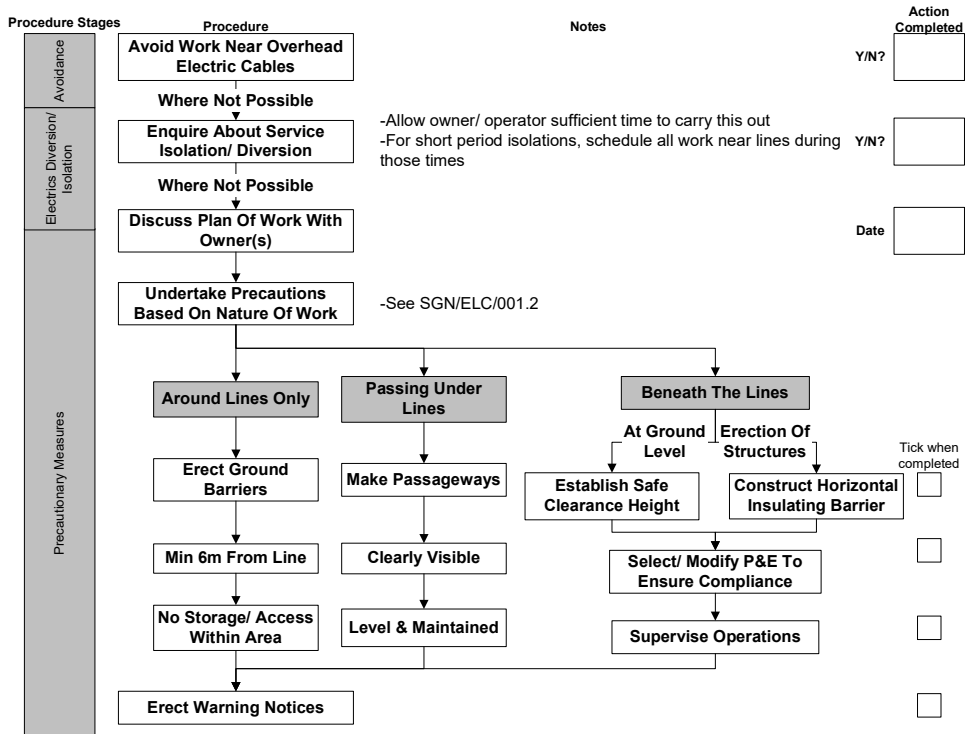 Procedure Stages
Procedure
Notes
Action
Completed
Avoidance
Avoid Work Near Overhead
Electric Cables
Y/N?
Where Not Possible
Electrics Diversion/
Isolation
Enquire About Service
Isolation/ Diversion
-Allow owner/ operator sufficient time to carry this out
-For short period isolations, schedule all work near lines during
those times
Y/N?
Where Not Possible
Discuss Plan Of Work With
Owner(s)
Date
Precautionary Measures
Undertake Precautions
Based On Nature Of Work
-See SGN/ELC/001.2
Around Lines Only
Passing Under
Lines
Beneath The Lines
At Ground
Level
Erection Of
Structures
Tick when
completed
Erect Ground
Barriers
Make Passageways
Establish Safe
Clearance Height
Construct Horizontal
Insulating Barrier
Min 6m From Line
Clearly Visible
Select/ Modify P&E To
Ensure Compliance
No Storage/ Access
Within Area
Level & Maintained
Supervise Operations
Erect Warning Notices